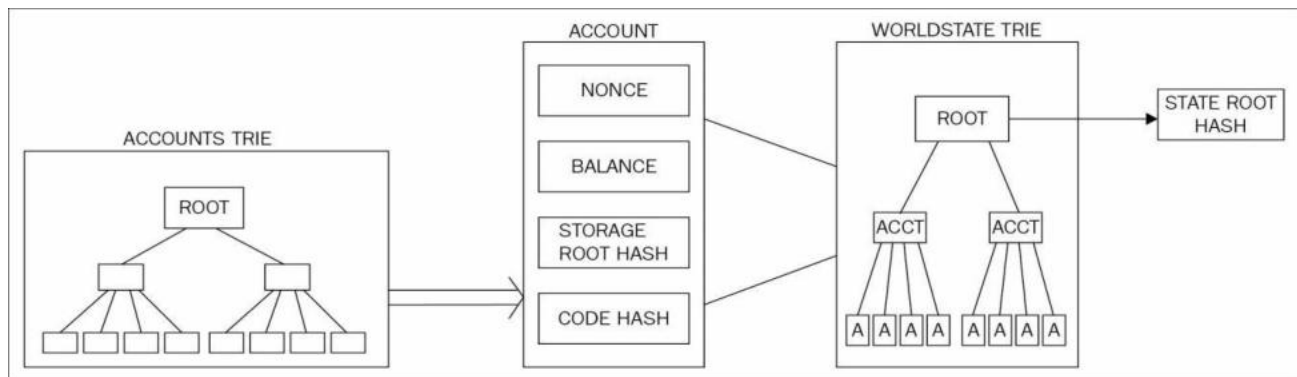 ACCOUNTS TRIE
ROOT
ACCOUNT
NONCE
BALANCE
STORAGE
ROOT HASH
CODE HASH
WORLDSTATE TRIE
ROOT
ACCT ACCT
A A A A A A A A
STATE ROOT
HASH